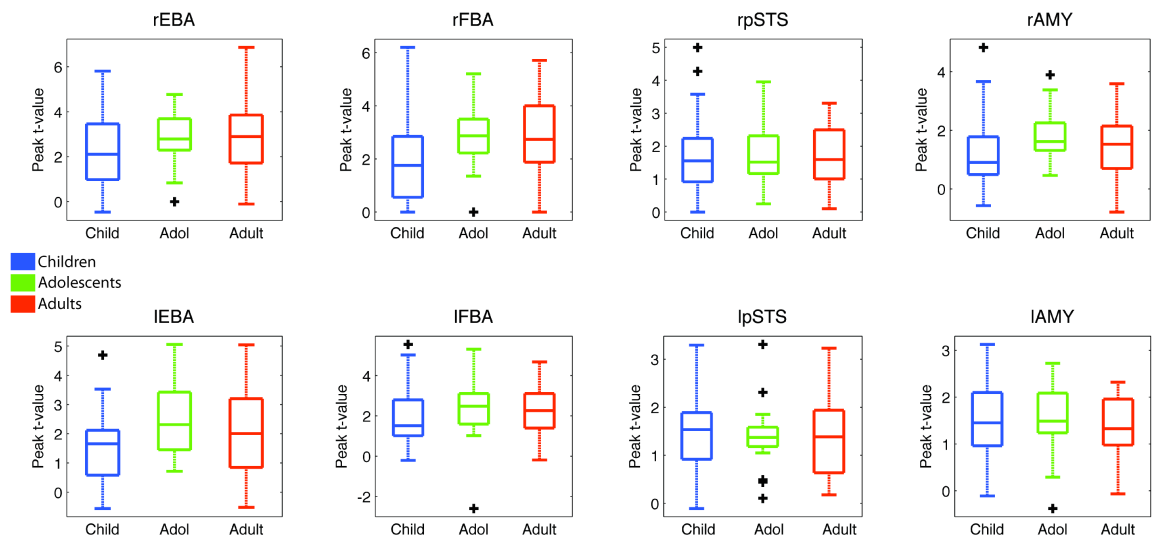 rEBA
Peak t-value
6
4
2
0
Child Adol Adult
rFBA
Peak t-value
6
4
2
0
Child Adol Adult
rpSTS
Peak t-value
5
4
3
2
1
0
Child Adol Adult
rAMY
Peak t-value
4
2
0
Child Adol Adult
Children
Adolescents
Adults
lEBA
Peak t-value
5
4
3
2
1
0
Child Adol Adult
lFBA
Peak t-value
4
2
0
-2
Child Adol Adult
lpSTS
Peak t-value
3
2
1
0
Child Adol Adult
lAMY
Peak t-value
3
2
1
0
Child Adol Adult